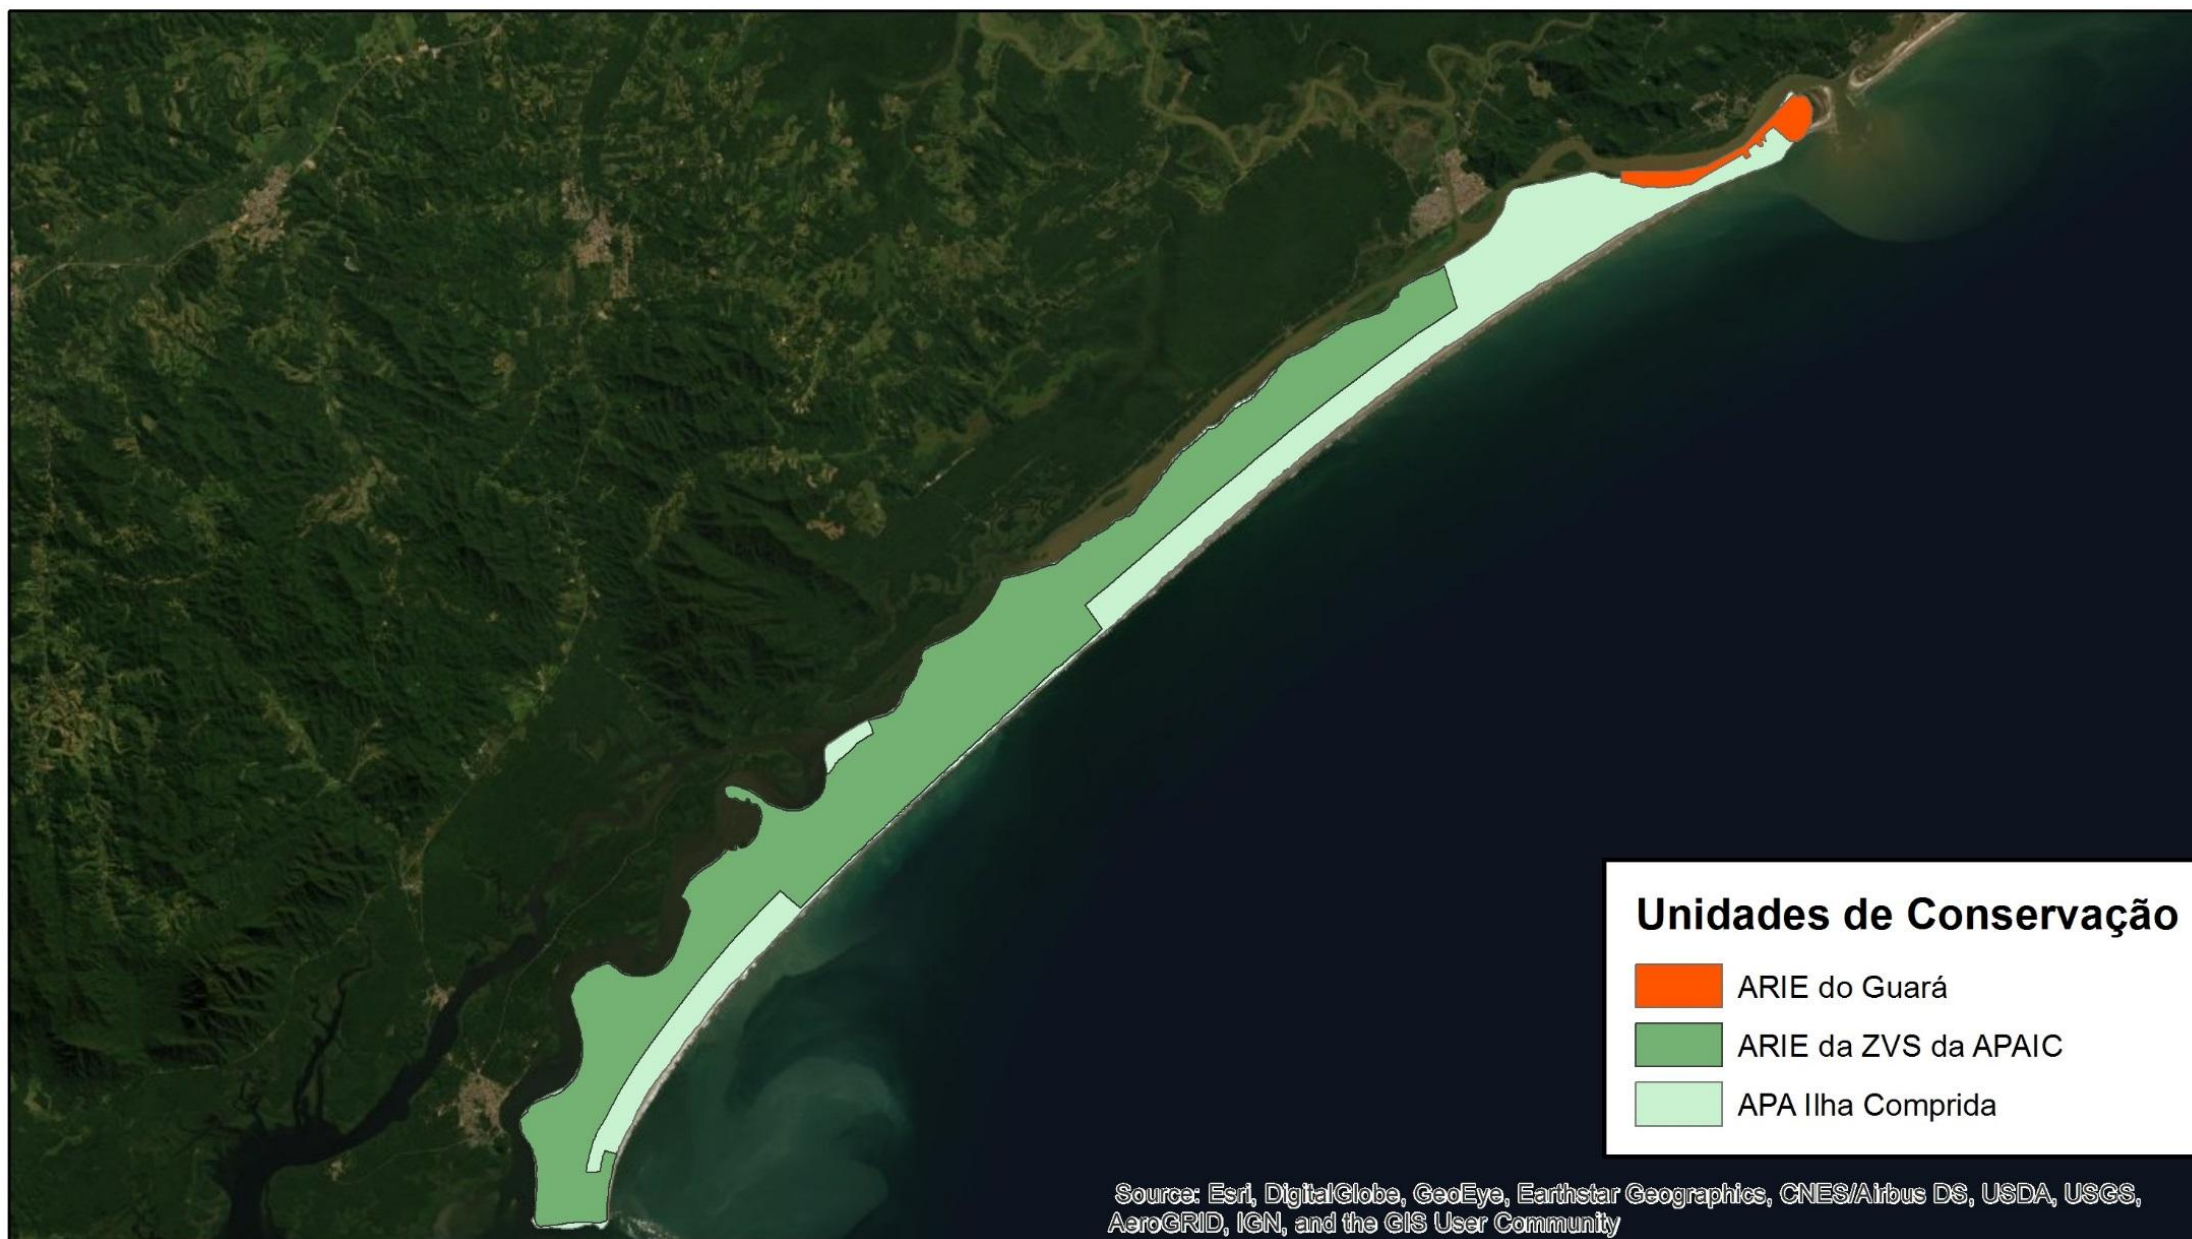 Unidades de Conservação
ARIE do Guará
ARIE da ZVS da APAIC
APA Ilha Comprida
Source: Esri, DigitalGlobe, GeoEye, Earthstar Geographics, CNES/Airbus DS, USDA, USGS,
AeroGRID, IGN, and the GIS User Community